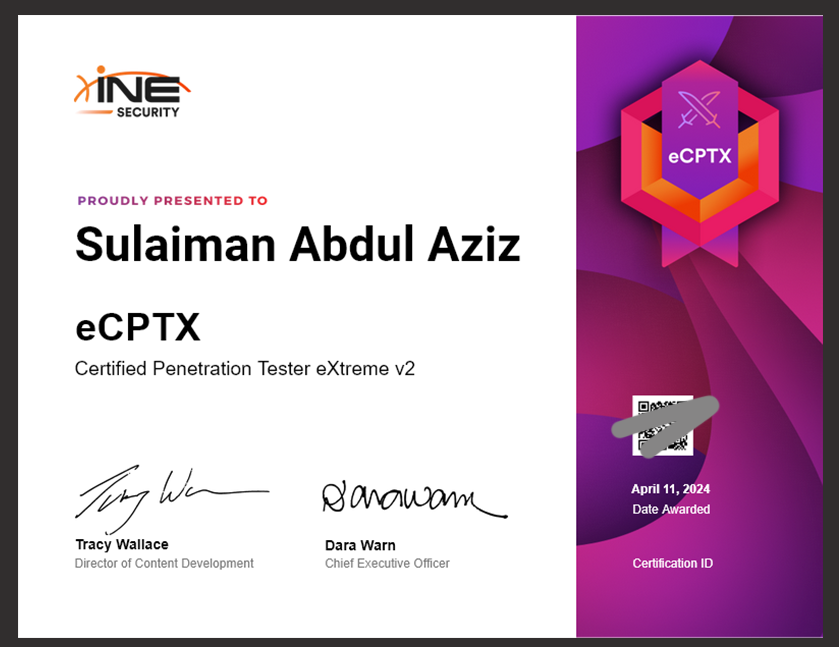 INE
SECURITY
PROUDLY PRESENTED TO
Sulaiman Abdul Aziz
eCPTX
Certified Penetration Tester eXtreme v2
Tracy Wallace
Director of Content Development
Dara Warn
Chief Executive Officer
eCPTX
April 11, 2024
Date Awarded
Certification ID